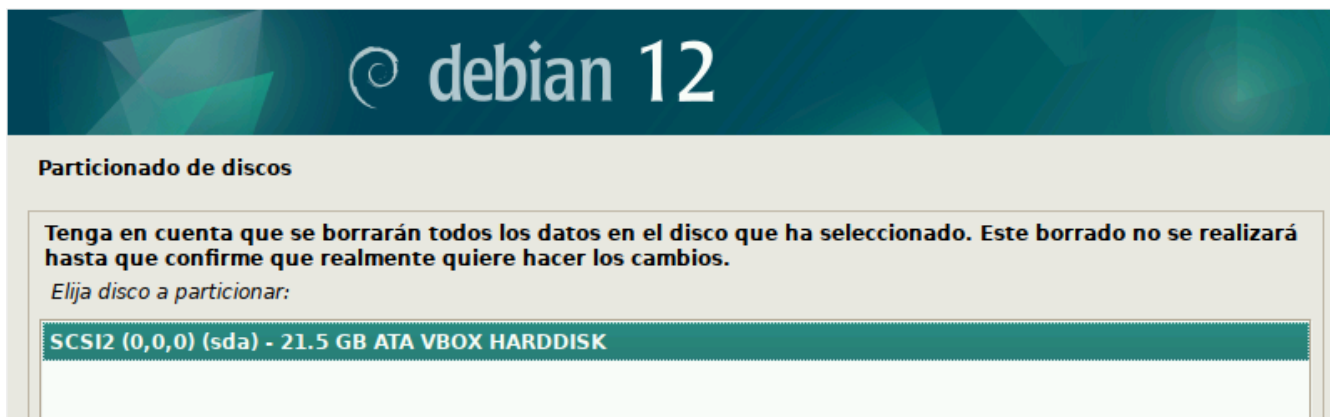 debian 12
Particionado de discos
Tenga en cuenta que se borrarán todos los datos en el disco que ha seleccionado. Este borrado no se realizará
hasta que confirme que realmente quiere hacer los cambios.
Elija disco a particionar:
SCSI2 (0,0,0) (sda) - 21.5 GB ATA VBOX HARDDISK